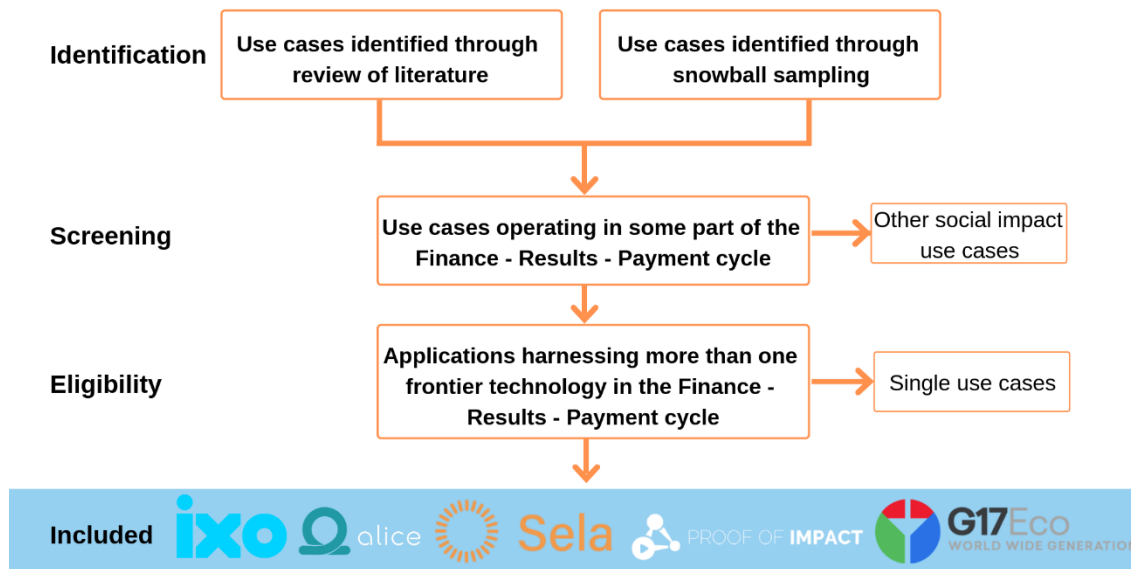 Identification
Use cases identified through
review of literature
Use cases identified through
snowball sampling
Screening
Use cases operating in some part of the
Finance - Results - Payment cycle
Other social impact
use cases
Eligibility
Applications harnessing more than one
frontier technology in the Finance -
Results - Payment cycle
Single use cases
Included
ixo
alice
Sela
PROOF OF IMPACT
G17Eco
WORLD WIDE GENERATION